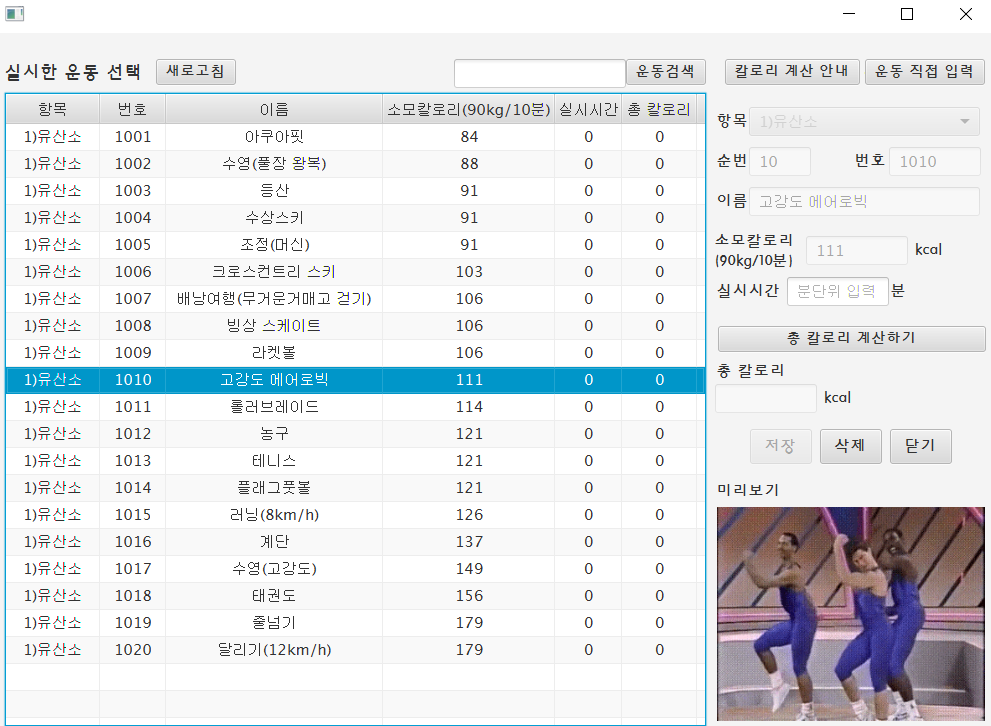 실시한 운동 선택 새로고침 운동검색 칼로리 계산 안내 운동 직접 입력
항목 번호 이름 소모칼로리(90kg/10분) 실시시간 총 칼로리
1)유산소 1001 아쿠아핏 84 0 0
1)유산소 1002 수영(풀장 왕복) 88 0 0
1)유산소 1003 등산 91 0 0
1)유산소 1004 수상스키 91 0 0
1)유산소 1005 조정(머신) 91 0 0
1)유산소 1006 크로스컨트리 스키 103 0 0
1)유산소 1007 배낭여행(무거운거매고 걷기) 106 0 0
1)유산소 1008 빙상 스케이트 106 0 0
1)유산소 1009 라켓볼 106 0 0
1)유산소 1010 고강도 에어로빅 111 0 0
1)유산소 1011 롤러브레이드 114 0 0
1)유산소 1012 농구 121 0 0
1)유산소 1013 테니스 121 0 0
1)유산소 1014 플래그풋볼 121 0 0
1)유산소 1015 러닝(8km/h) 126 0 0
1)유산소 1016 계단 137 0 0
1)유산소 1017 수영(고강도) 149 0 0
1)유산소 1018 태권도 156 0 0
1)유산소 1019 줄넘기 179 0 0
1)유산소 1020 달리기(12km/h) 179 0 0
항목 1)유산소
순번 10 번호 1010
이름 고강도 에어로빅
소모칼로리
(90kg/10분) 111 kcal
실시시간 분단위 입력 분
총 칼로리 계산하기
총 칼로리
kcal
저장 삭제 닫기
미리보기